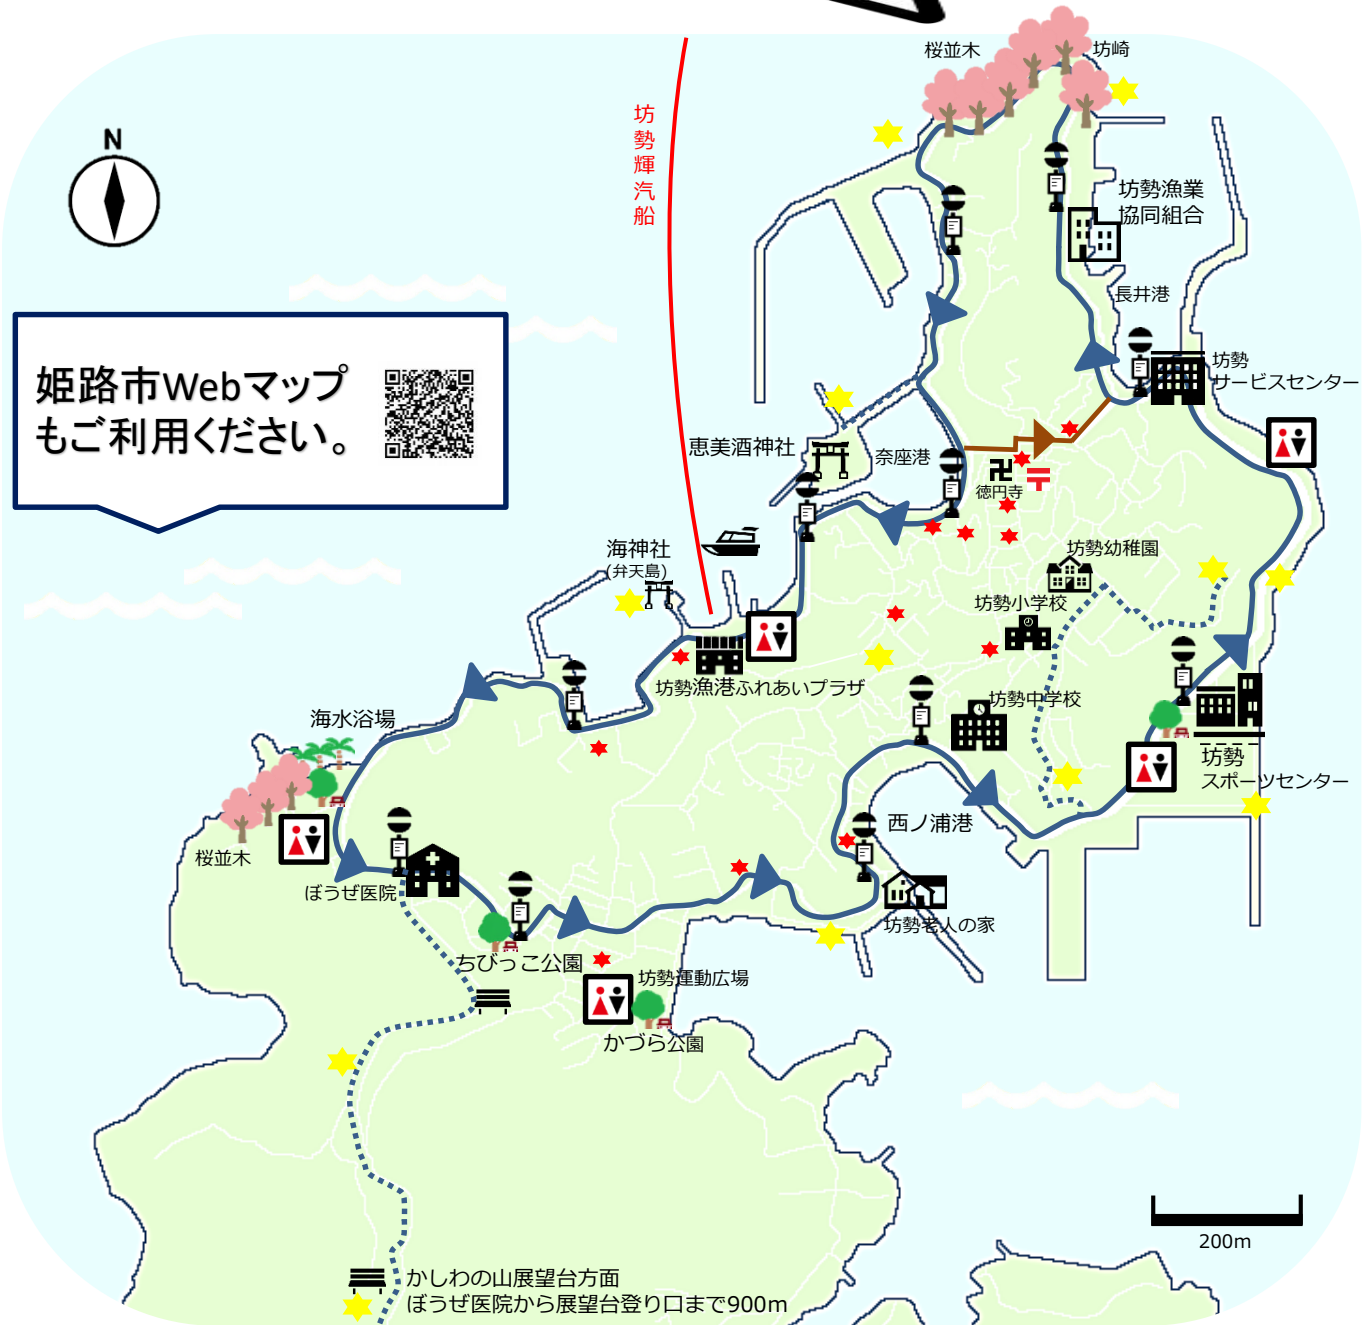 桜並木
坊崎
坊勢輝汽船
N
坊勢漁業
協同組合
長井港
姫路市Webマップ
もご利用ください。
坊勢
サービスセンター
恵美酒神社
奈座港
徳円寺
海神社
(弁天島)
坊勢幼稚園
坊勢小学校
坊勢漁港ふれあいプラザ
坊勢中学校
海水浴場
坊勢
スポーツセンター
西ノ浦港
桜並木
ぼうぜ医院
坊勢老人の家
ちびっこ公園
坊勢運動広場
かづら公園
200m
かしわの山展望台方面
ぼうぜ医院から展望台登り口まで900m